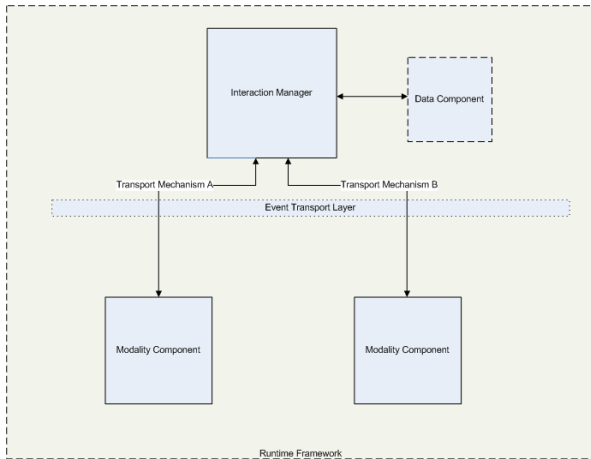 Interaction Manager
Data Component
Transport Mechanism A
Transport Mechanism B
Event Transport Layer
Modality Component
Modality Component
Runtime Framework